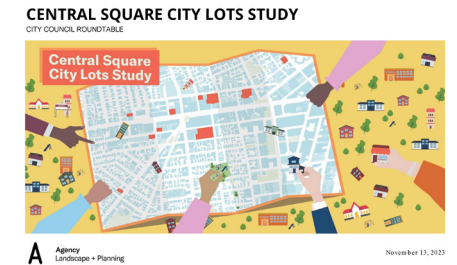 CENTRAL SQUARE CITY LOTS STUDY
CITY COUNCIL ROUNDTABLE
Central Square
City Lots Study
A
Agency
Landscape + Planning
November 13, 2023